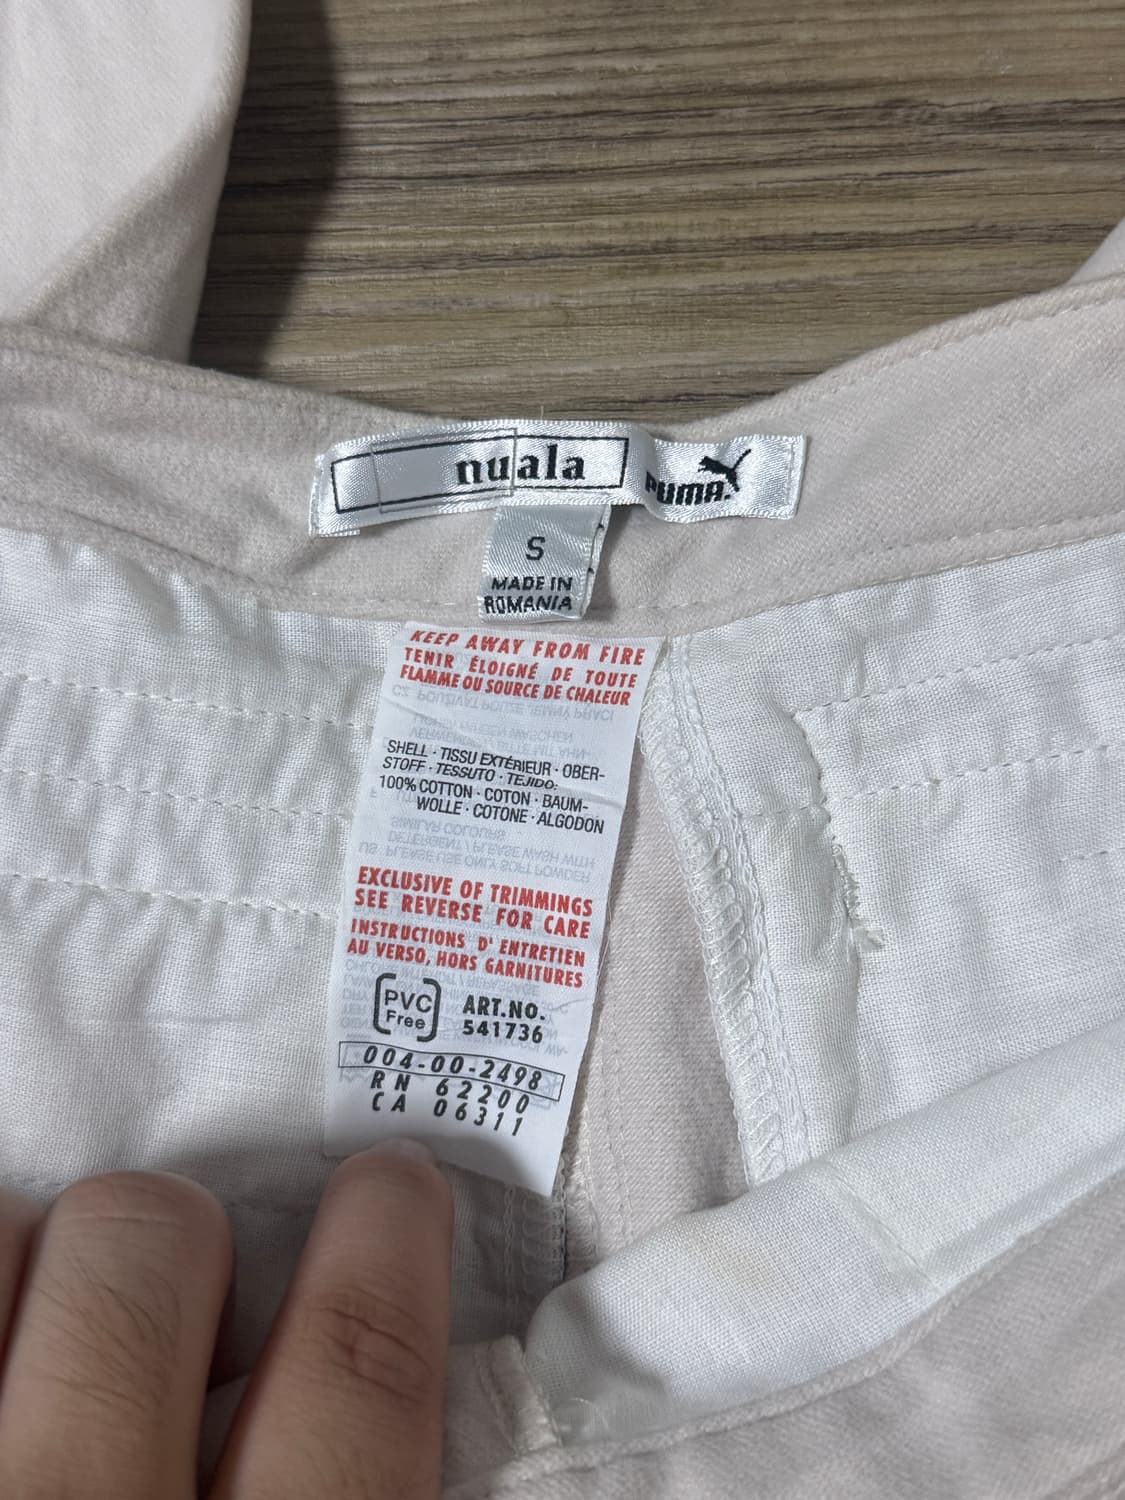 nuala
PUMA.
S
MADE IN
ROMANIA
KEEP AWAY FROM FIRE
TENIR ÉLOIGNÉ DE TOUTE
FLAMME OU SOURCE DE CHALEUR
SHELL · TISSU EXTÉRIEUR · OBER-
STOFF · TESSUTO · TEJIDO:
100% COTTON · COTON · BAUM-
WOLLE · COTONE · ALGODON
EXCLUSIVE OF TRIMMINGS
SEE REVERSE FOR CARE
INSTRUCTIONS D' ENTRETIEN
AU VERSO, HORS GARNITURES
PVC
Free
ART.NO.
541736
004-00-2498
RN 62200
CA 06311